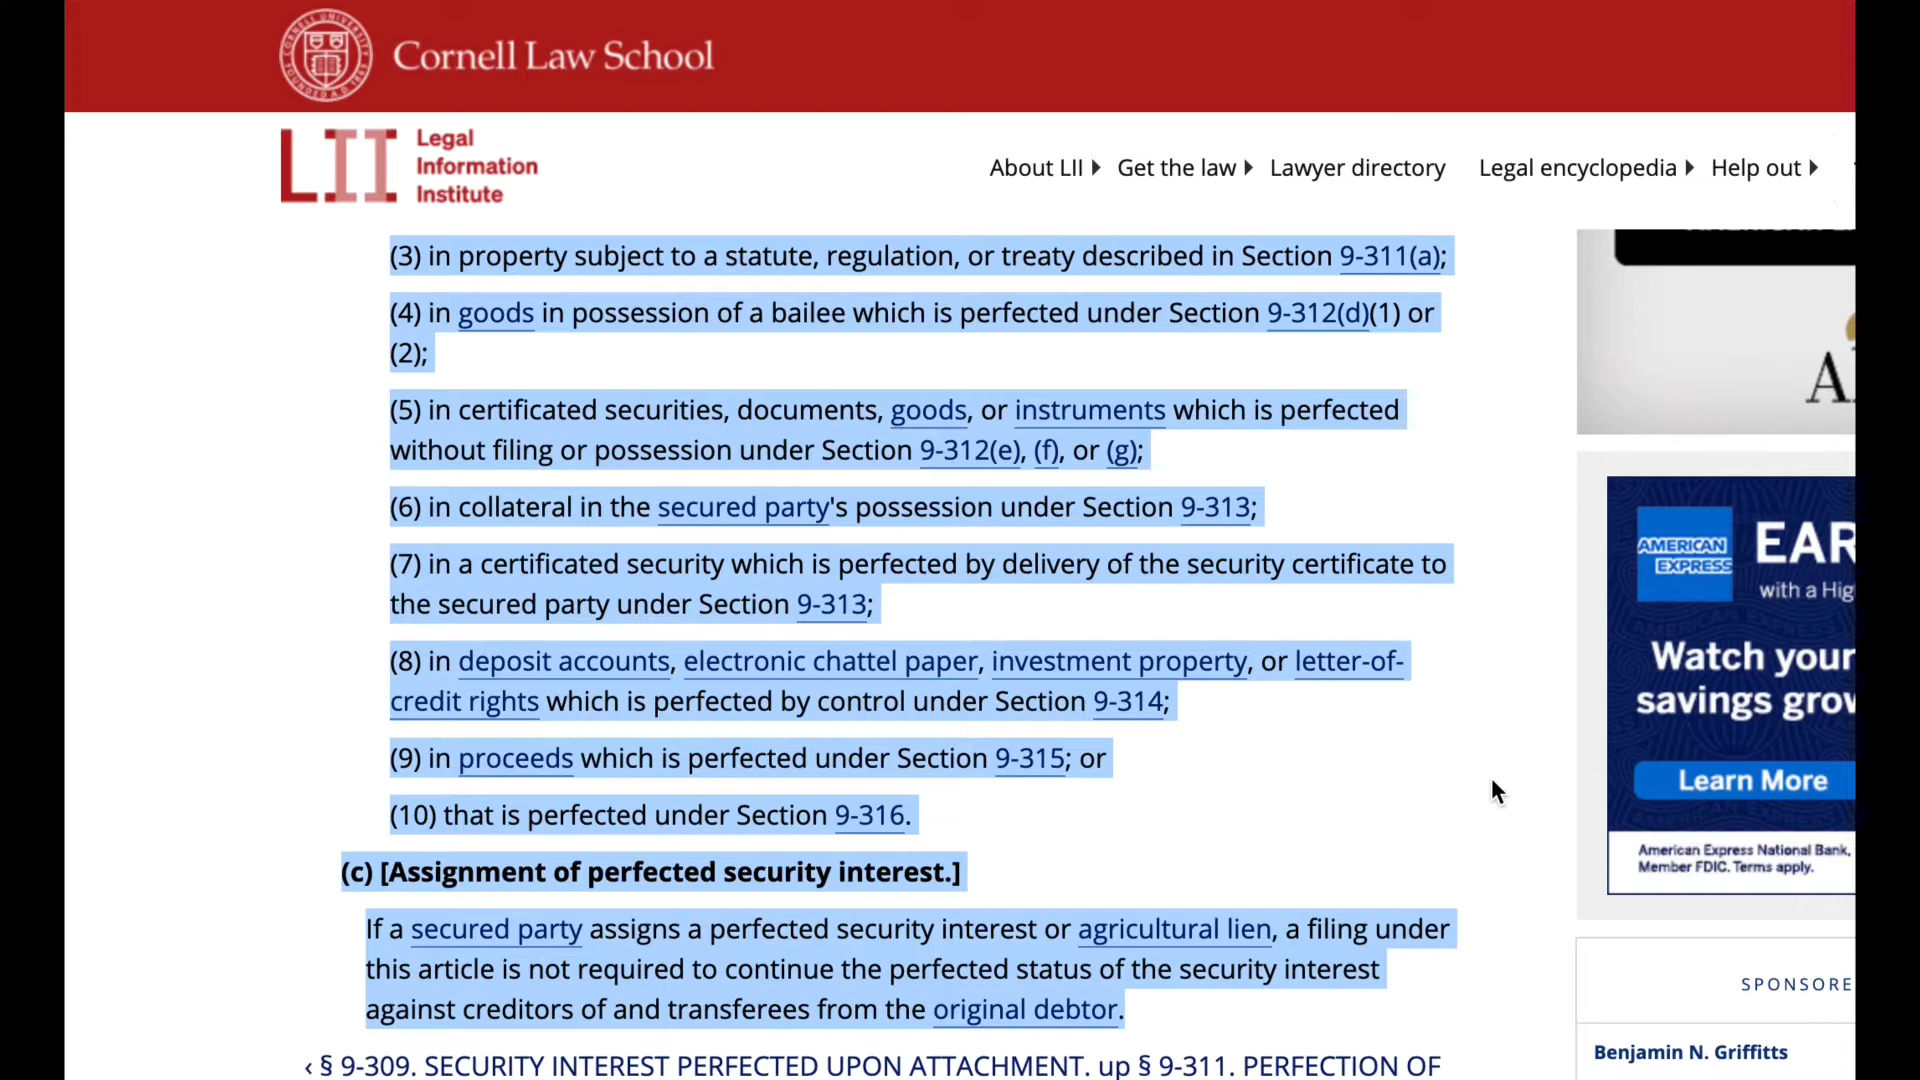 Cornell Law School
Legal
Information
Institute
About LII
Get the law
Lawyer directory
Legal encyclopedia
Help out
(3) in property subject to a statute, regulation, or treaty described in Section 9-311(a);
(4) in goods in possession of a bailee which is perfected under Section 9-312(d)(1) or
(2);
(5) in certificated securities, documents, goods, or instruments which is perfected
without filing or possession under Section 9-312(e), (f), or (g);
(6) in collateral in the secured party's possession under Section 9-313;
(7) in a certificated security which is perfected by delivery of the security certificate to
the secured party under Section 9-313;
(8) in deposit accounts, electronic chattel paper, investment property, or letter-of-
credit rights which is perfected by control under Section 9-314;
(9) in proceeds which is perfected under Section 9-315; or
(10) that is perfected under Section 9-316.
(c) [Assignment of perfected security interest.]
If a secured party assigns a perfected security interest or agricultural lien, a filing under
this article is not required to continue the perfected status of the security interest
against creditors of and transferees from the original debtor.
‹ § 9-309. SECURITY INTEREST PERFECTED UPON ATTACHMENT. up § 9-311. PERFECTION OF
AMERICAN
EXPRESS
EAR
with a Hig
Watch your
savings grow
Learn More
American Express National Bank,
Member FDIC. Terms apply.
SPONSORE
Benjamin N. Griffitts